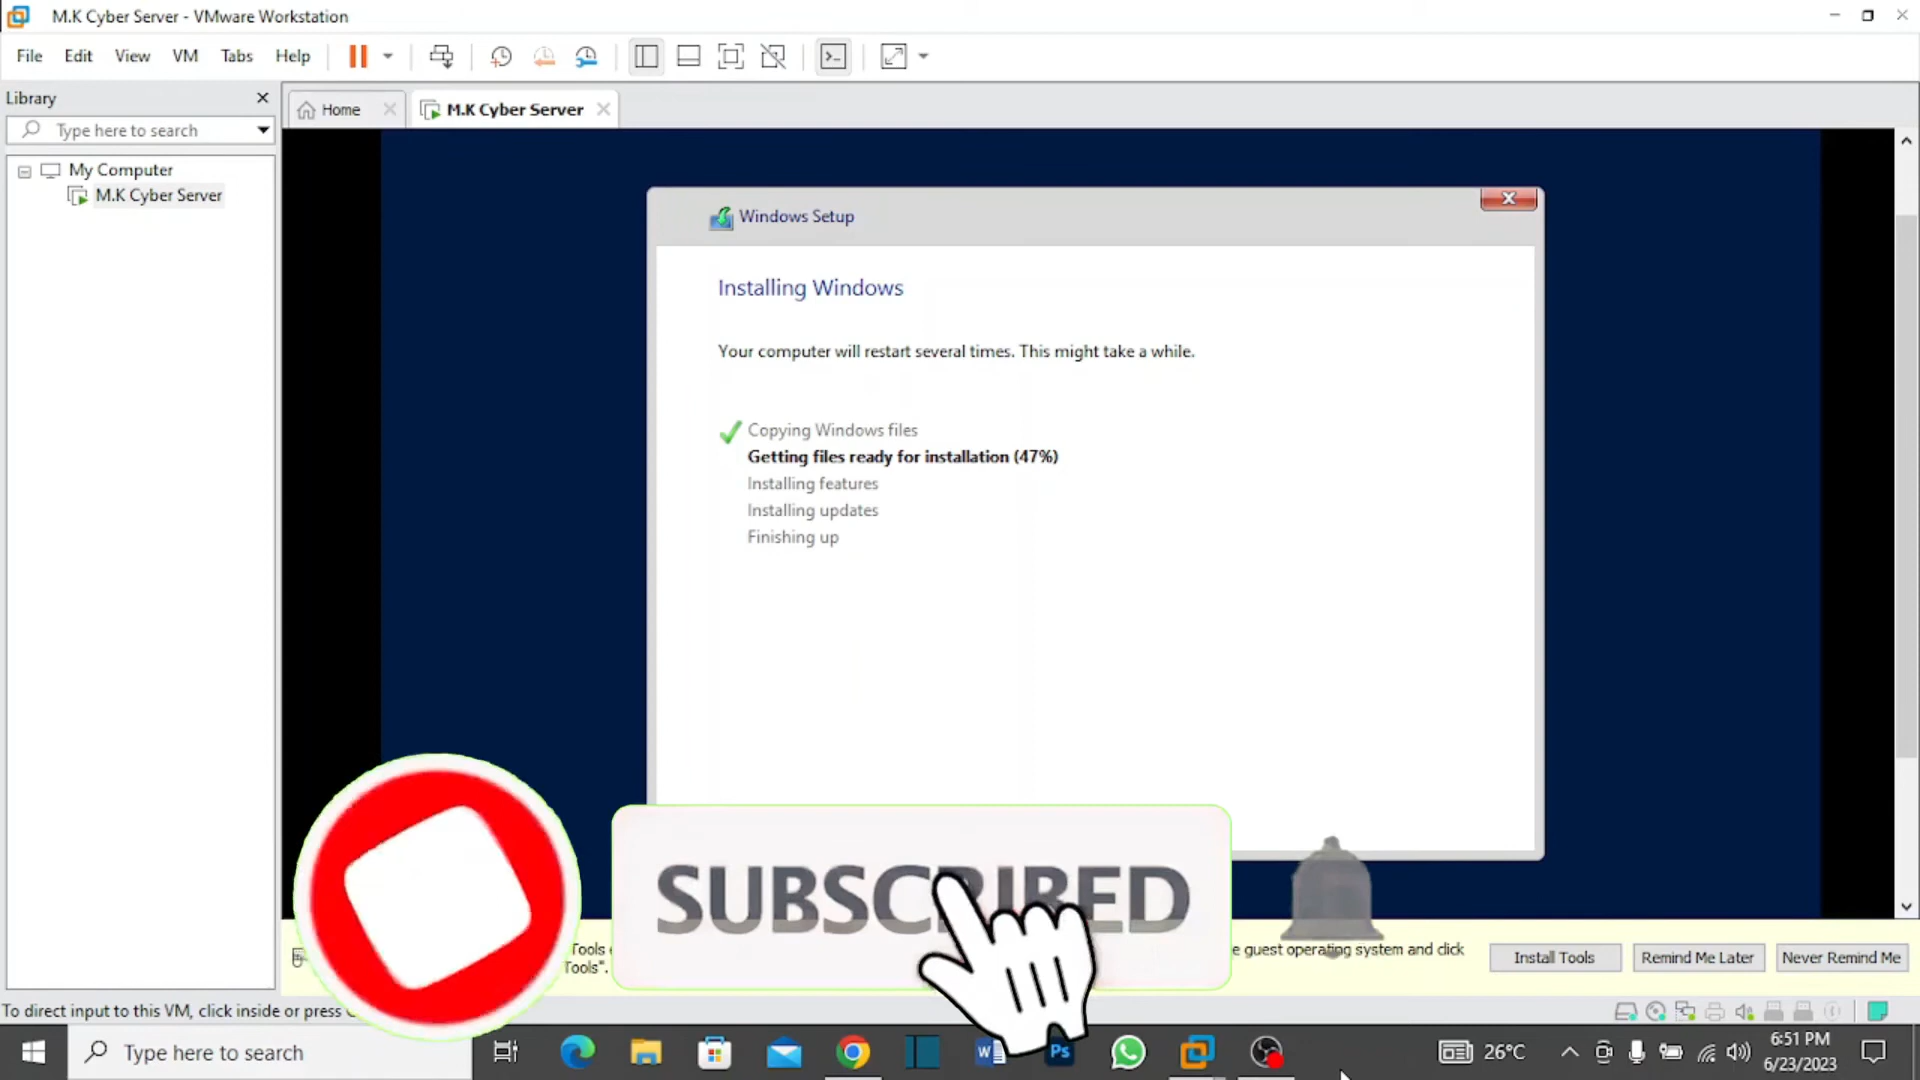 M.K Cyber Server - VMware Workstation
File Edit View VM Tabs Help
Library
Type here to search
My Computer
M.K Cyber Server
Home
M.K Cyber Server
Windows Setup
Installing Windows
Your computer will restart several times. This might take a while.
Copying Windows files
Getting files ready for installation (47%)
Installing features
Installing updates
Finishing up
SUBSCRIBED
Tools
Tools".
guest operating system and click
Install Tools
Remind Me Later
Never Remind Me
To direct input to this VM, click inside or press
Type here to search
Ps
26°C
6:51 PM
6/23/2023